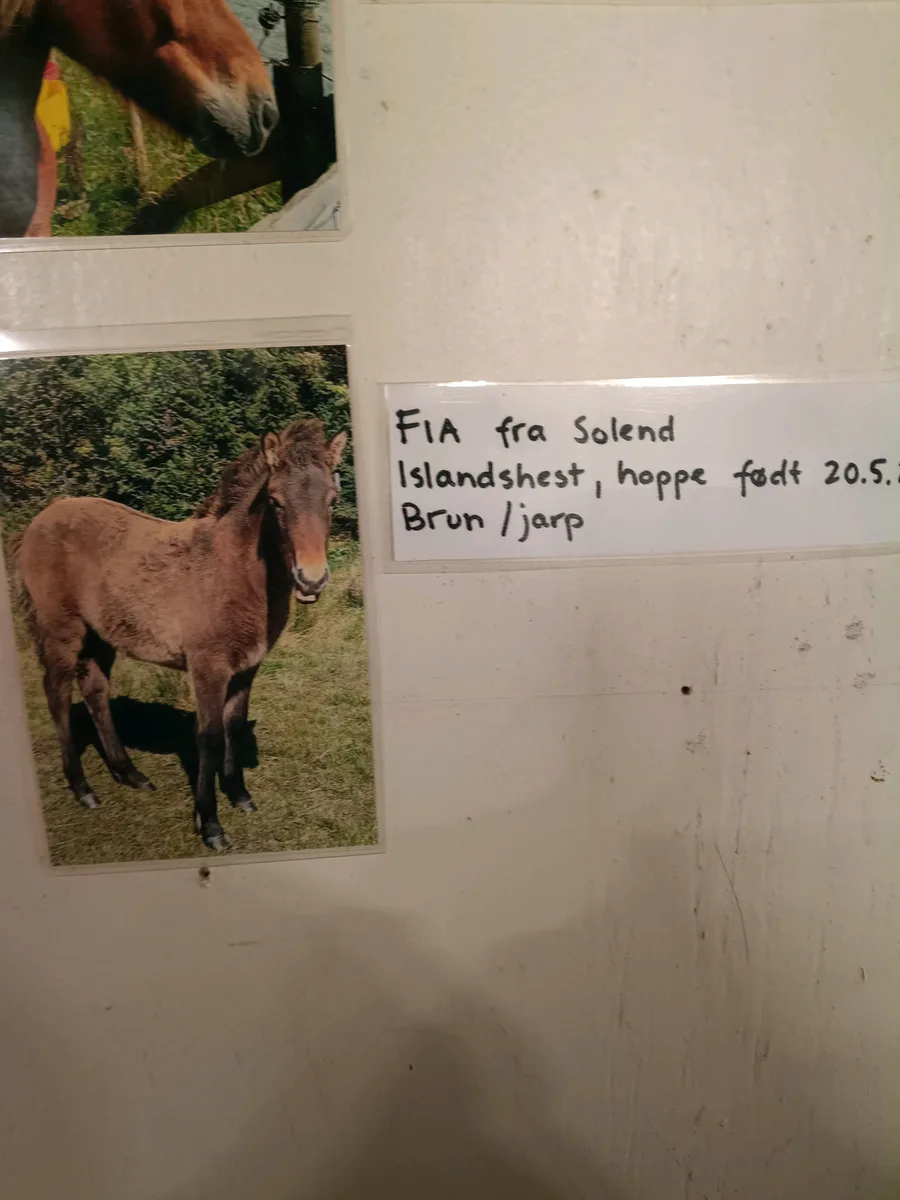 FIA fra Solend
Islandshest, hoppe født 20.5.
Brun / jarp